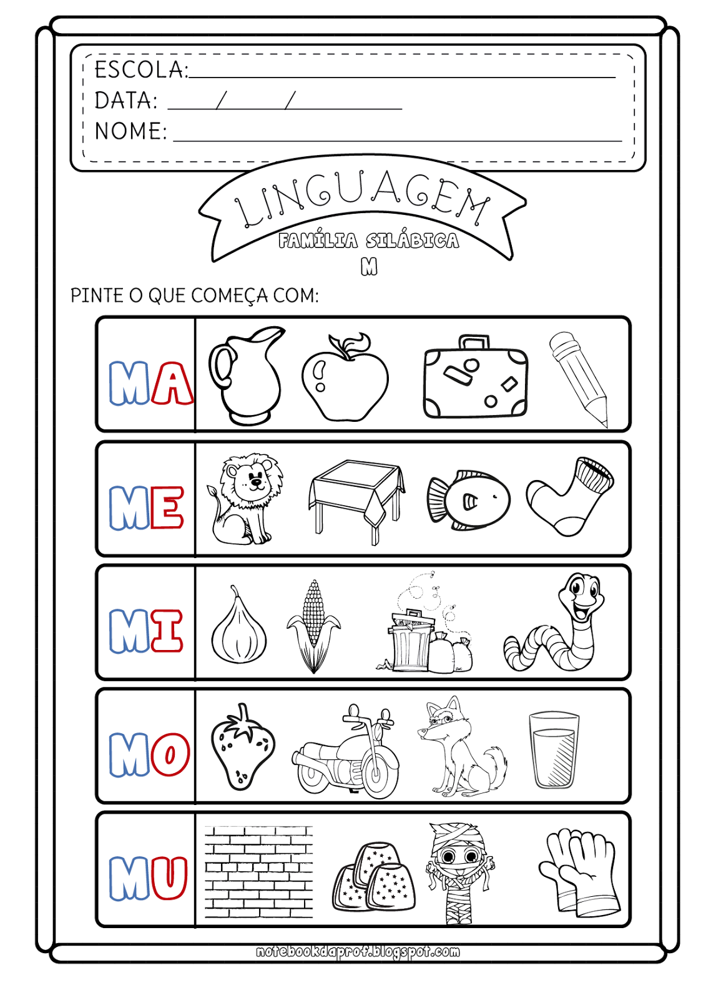 ESCOLA:
DATA: / /
NOME:
LINGUAGEM
FAMÍLIA SILÁBICA
M
PINTE O QUE COMEÇA COM:
MA
ME
MI
MO
MU
notebookdaprof.blogspot.com